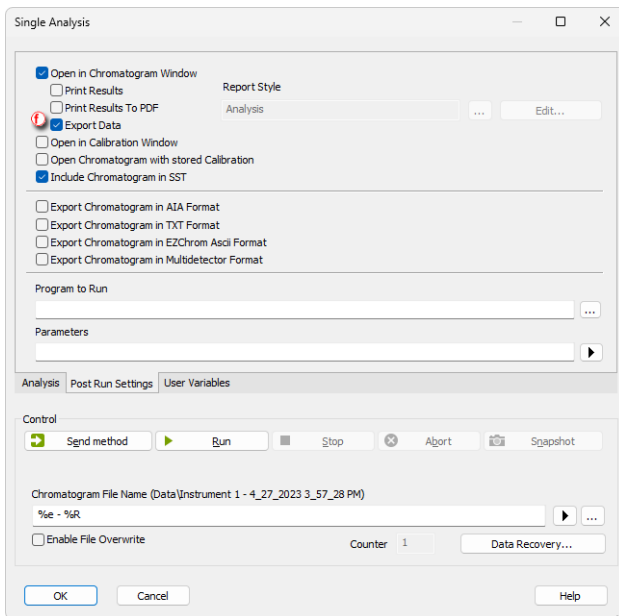 Single Analysis
Open in Chromatogram Window
Print Results
Report Style
Print Results To PDF
Analysis
...
Edit...
f
Export Data
Open in Calibration Window
Open Chromatogram with stored Calibration
Include Chromatogram in SST
Export Chromatogram in AIA Format
Export Chromatogram in TXT Format
Export Chromatogram in EZChrom Ascii Format
Export Chromatogram in Multidetector Format
Program to Run
...
Parameters
Analysis Post Run Settings User Variables
Control
Send method Run Stop Abort Snapshot
Chromatogram File Name (Data\Instrument 1 - 4_27_2023 3_57_28 PM)
%e - %R
...
Enable File Overwrite Counter 1 Data Recovery...
OK Cancel Help